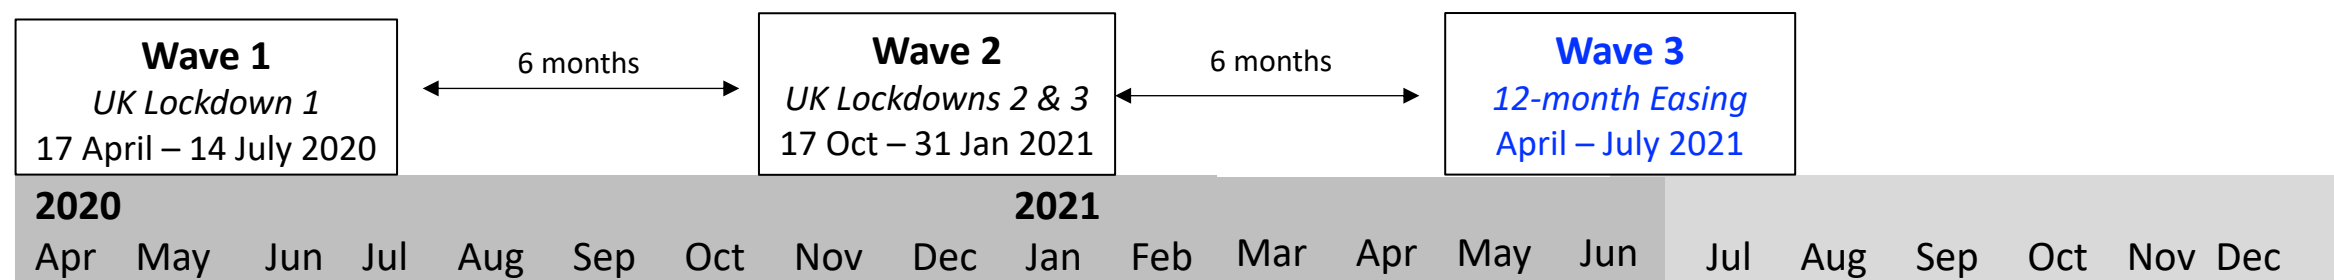 Wave 1
UK Lockdown 1
17 April – 14 July 2020
6 months
Wave 2
UK Lockdowns 2 & 3
17 Oct – 31 Jan 2021
6 months
Wave 3
12-month Easing
April – July 2021
2020 2021
Apr May Jun Jul Aug Sep Oct Nov Dec Jan Feb Mar Apr May Jun Jul Aug Sep Oct Nov Dec